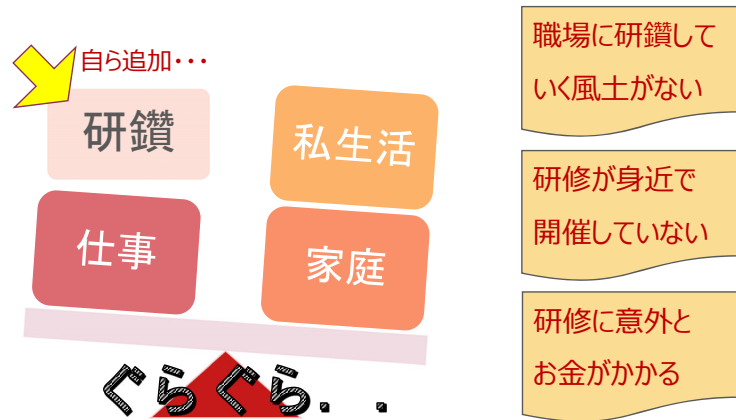 自ら追加・・・
研鑽
私生活
仕事
家庭
ぐらぐら．．
職場に研鑽して
いく風土がない
研修が身近で
開催していない
研修に意外と
お金がかかる